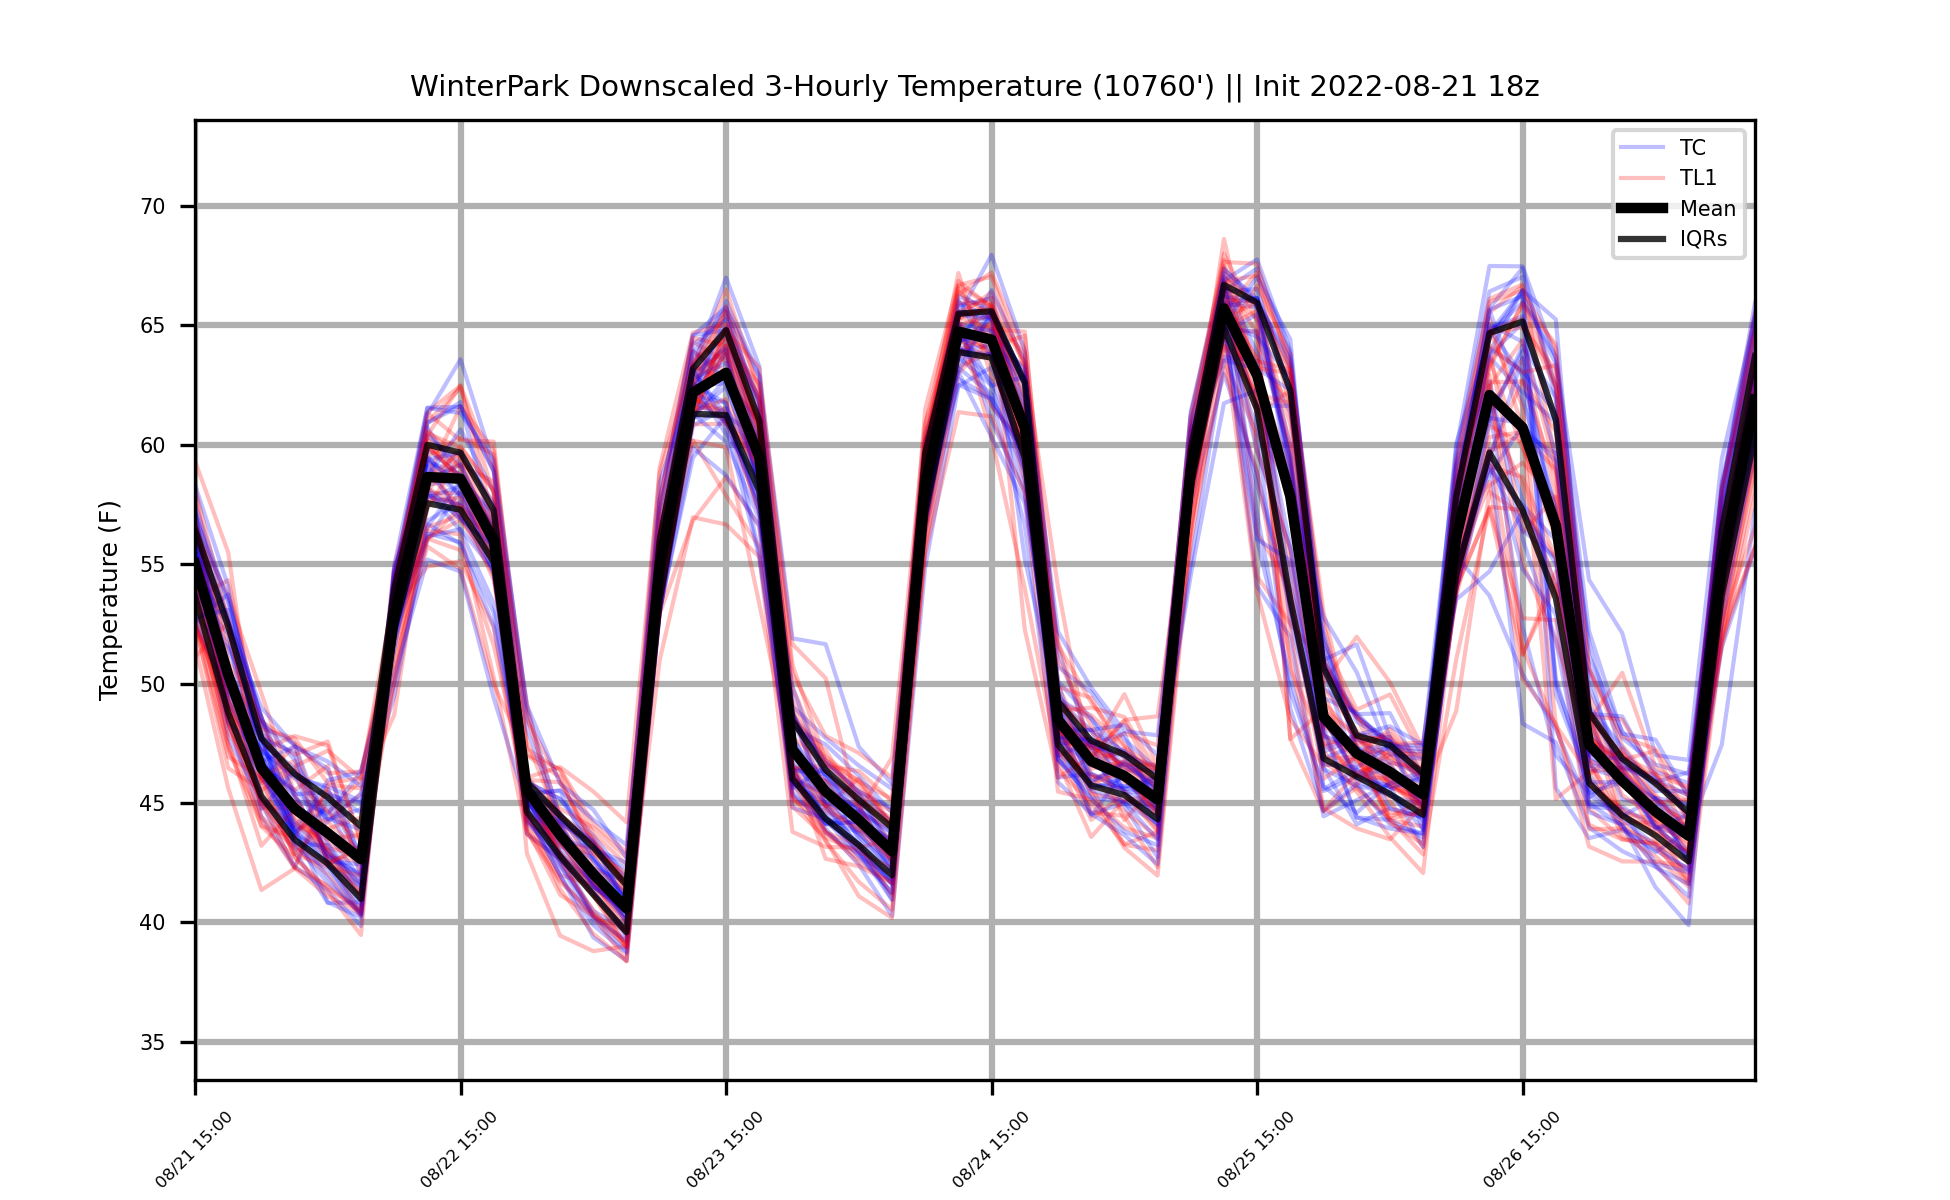 WinterPark Downscaled 3-Hourly Temperature (10760') || Init 2022-08-21 18z
TC
TL1
Mean
IQRs
Temperature (F)
70
65
60
55
50
45
40
35
08/21 15:00
08/22 15:00
08/23 15:00
08/24 15:00
08/25 15:00
08/26 15:00